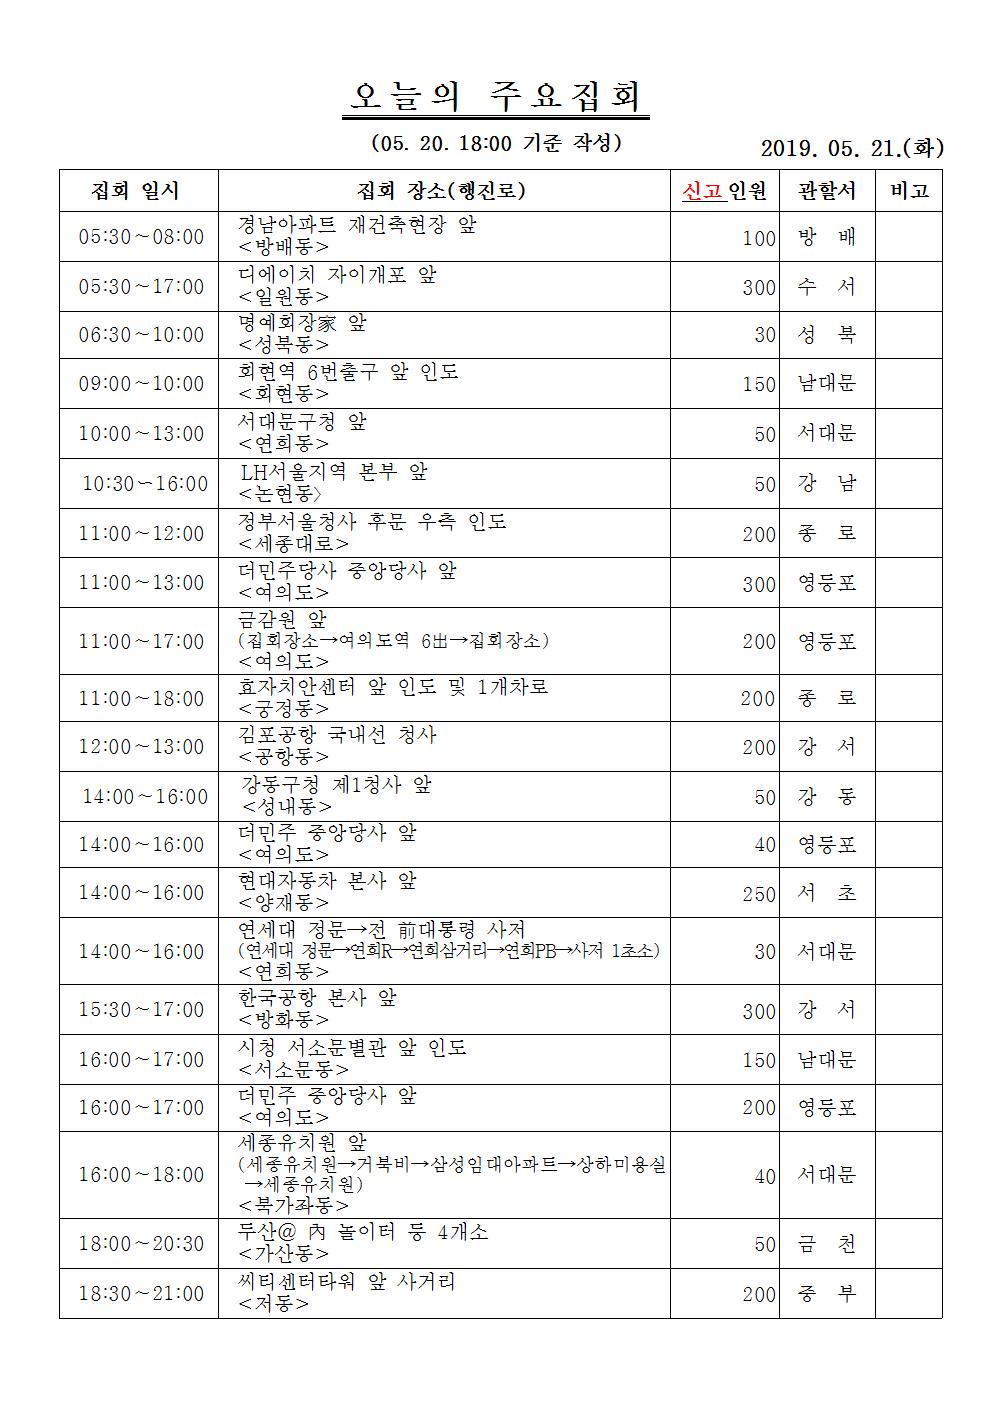 오늘의 주요집회
(05. 20. 18:00 기준 작성)
2019. 05. 21.(화)
집회 일시 집회 장소(행진로) 신고인원 관할서 비고
05:30~08:00 경남아파트 재건축현장 앞 <방배동> 100 방 배
05:30~17:00 디에이치 자이개포 앞 <일원동> 300 수 서
06:30~10:00 명예회장家 앞 <성북동> 30 성 북
09:00~10:00 회현역 6번출구 앞 인도 <회현동> 150 남대문
10:00~13:00 서대문구청 앞 <연희동> 50 서대문
10:30~16:00 LH서울지역 본부 앞 <논현동〉 50 강 남
11:00~12:00 정부서울청사 후문 우측 인도 <세종대로> 200 종 로
11:00~13:00 더민주당사 중앙당사 앞 <여의도> 300 영등포
11:00~17:00 금감원 앞 (집회장소→여의도역 6出→집회장소) <여의도> 200 영등포
11:00~18:00 효자치안센터 앞 인도 및 1개차로 <궁정동> 200 종 로
12:00~13:00 김포공항 국내선 청사 <공항동> 200 강 서
14:00~16:00 강동구청 제1청사 앞 <성내동> 50 강 동
14:00~16:00 더민주 중앙당사 앞 <여의도> 40 영등포
14:00~16:00 현대자동차 본사 앞 <양재동> 250 서 초
14:00~16:00 연세대 정문→전 前대통령 사저 (연세대 정문→연희R→연희삼거리→연희PB→사저 1초소) <연희동> 30 서대문
15:30~17:00 한국공항 본사 앞 <방화동> 300 강 서
16:00~17:00 시청 서소문별관 앞 인도 <서소문동> 150 남대문
16:00~17:00 더민주 중앙당사 앞 <여의도> 200 영등포
16:00~18:00 세종유치원 앞 (세종유치원→거북비→삼성임대아파트→상하미용실→세종유치원) <북가좌동> 40 서대문
18:00~20:30 두산@ 內 놀이터 등 4개소 <가산동> 50 금 천
18:30~21:00 씨티센터타워 앞 사거리 <저동> 200 중 부